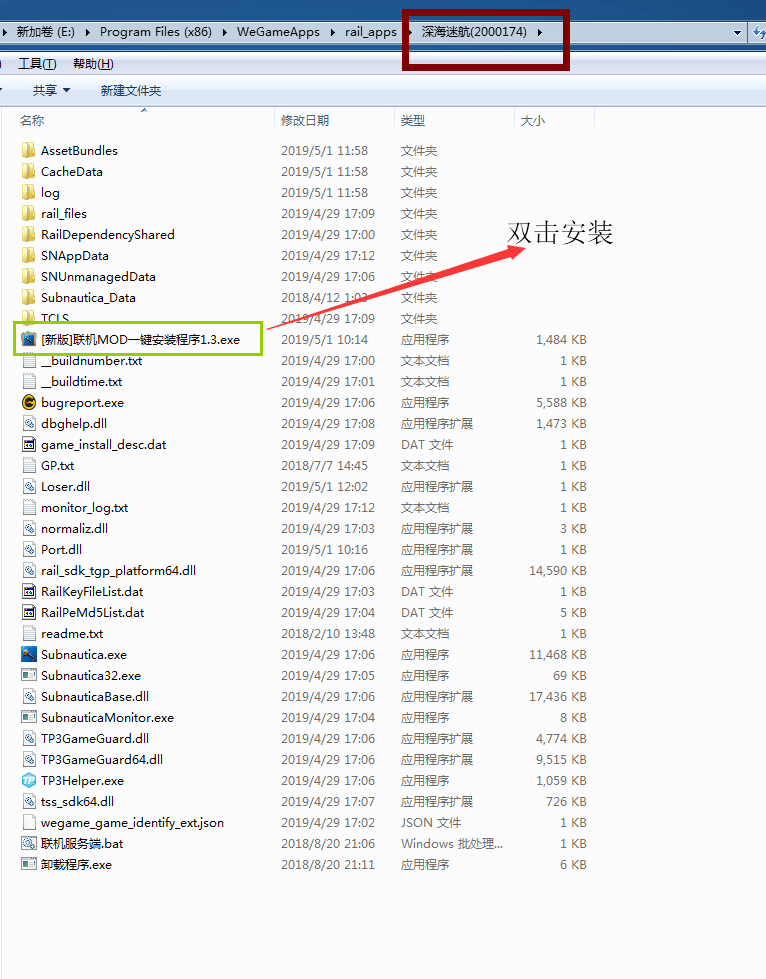 新加卷 (E:) Program Files (x86) WeGameApps rail_apps 深海迷航(2000174)
工具(T) 帮助(H)
共享 新建文件夹
名称 修改日期 类型 大小
AssetBundles 2019/5/1 11:58 文件夹
CacheData 2019/5/1 11:58 文件夹
log 2019/5/1 11:58 文件夹
rail_files 2019/4/29 17:09 文件夹
RailDependencyShared 2019/4/29 17:00 文件夹
双击安装
SNAppData 2019/4/29 17:12 文件夹
SNUnmanagedData 2019/4/29 17:06 文件夹
Subnautica_Data 2018/4/12 1:03 文件夹
TCLS 2019/4/29 17:09 文件夹
[新版]联机MOD一键安装程序1.3.exe 2019/5/1 10:14 应用程序 1,484 KB
__buildnumber.txt 2019/4/29 17:00 文本文档 1 KB
__buildtime.txt 2019/4/29 17:01 文本文档 1 KB
bugreport.exe 2019/4/29 17:06 应用程序 5,588 KB
dbghelp.dll 2019/4/29 17:08 应用程序扩展 1,473 KB
game_install_desc.dat 2019/4/29 17:09 DAT 文件 1 KB
GP.txt 2018/7/7 14:45 文本文档 1 KB
Loser.dll 2019/5/1 12:02 应用程序扩展 1 KB
monitor_log.txt 2019/4/29 17:12 文本文档 1 KB
normaliz.dll 2019/4/29 17:03 应用程序扩展 3 KB
Port.dll 2019/5/1 10:16 应用程序扩展 1 KB
rail_sdk_tgp_platform64.dll 2019/4/29 17:06 应用程序扩展 14,590 KB
RailKeyFileList.dat 2019/4/29 17:03 DAT 文件 1 KB
RailPeMd5List.dat 2019/4/29 17:04 DAT 文件 5 KB
readme.txt 2018/2/10 13:48 文本文档 1 KB
Subnautica.exe 2019/4/29 17:06 应用程序 11,468 KB
Subnautica32.exe 2019/4/29 17:05 应用程序 69 KB
SubnauticaBase.dll 2019/4/29 17:06 应用程序扩展 17,436 KB
SubnauticaMonitor.exe 2019/4/29 17:04 应用程序 8 KB
TP3GameGuard.dll 2019/4/29 17:06 应用程序扩展 4,774 KB
TP3GameGuard64.dll 2019/4/29 17:06 应用程序扩展 9,515 KB
TP3Helper.exe 2019/4/29 17:06 应用程序 1,059 KB
tss_sdk64.dll 2019/4/29 17:07 应用程序扩展 726 KB
wegame_game_identify_ext.json 2019/4/29 17:02 JSON 文件 1 KB
联机服务端.bat 2018/8/20 21:06 Windows 批处理... 1 KB
卸载程序.exe 2018/8/20 21:11 应用程序 6 KB